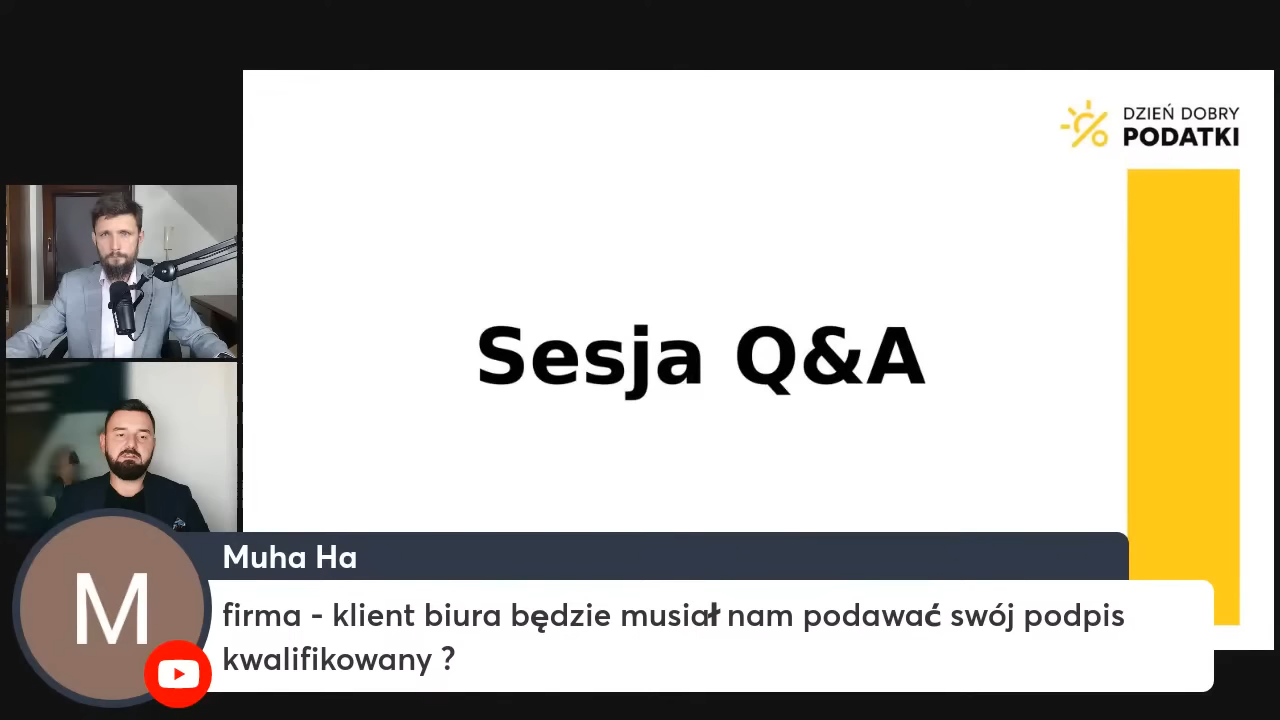 DZIEŃ DOBRY
PODATKI
Sesja Q&A
M
Muha Ha
firma - klient biura będzie musiał nam podawać swój podpis
kwalifikowany ?